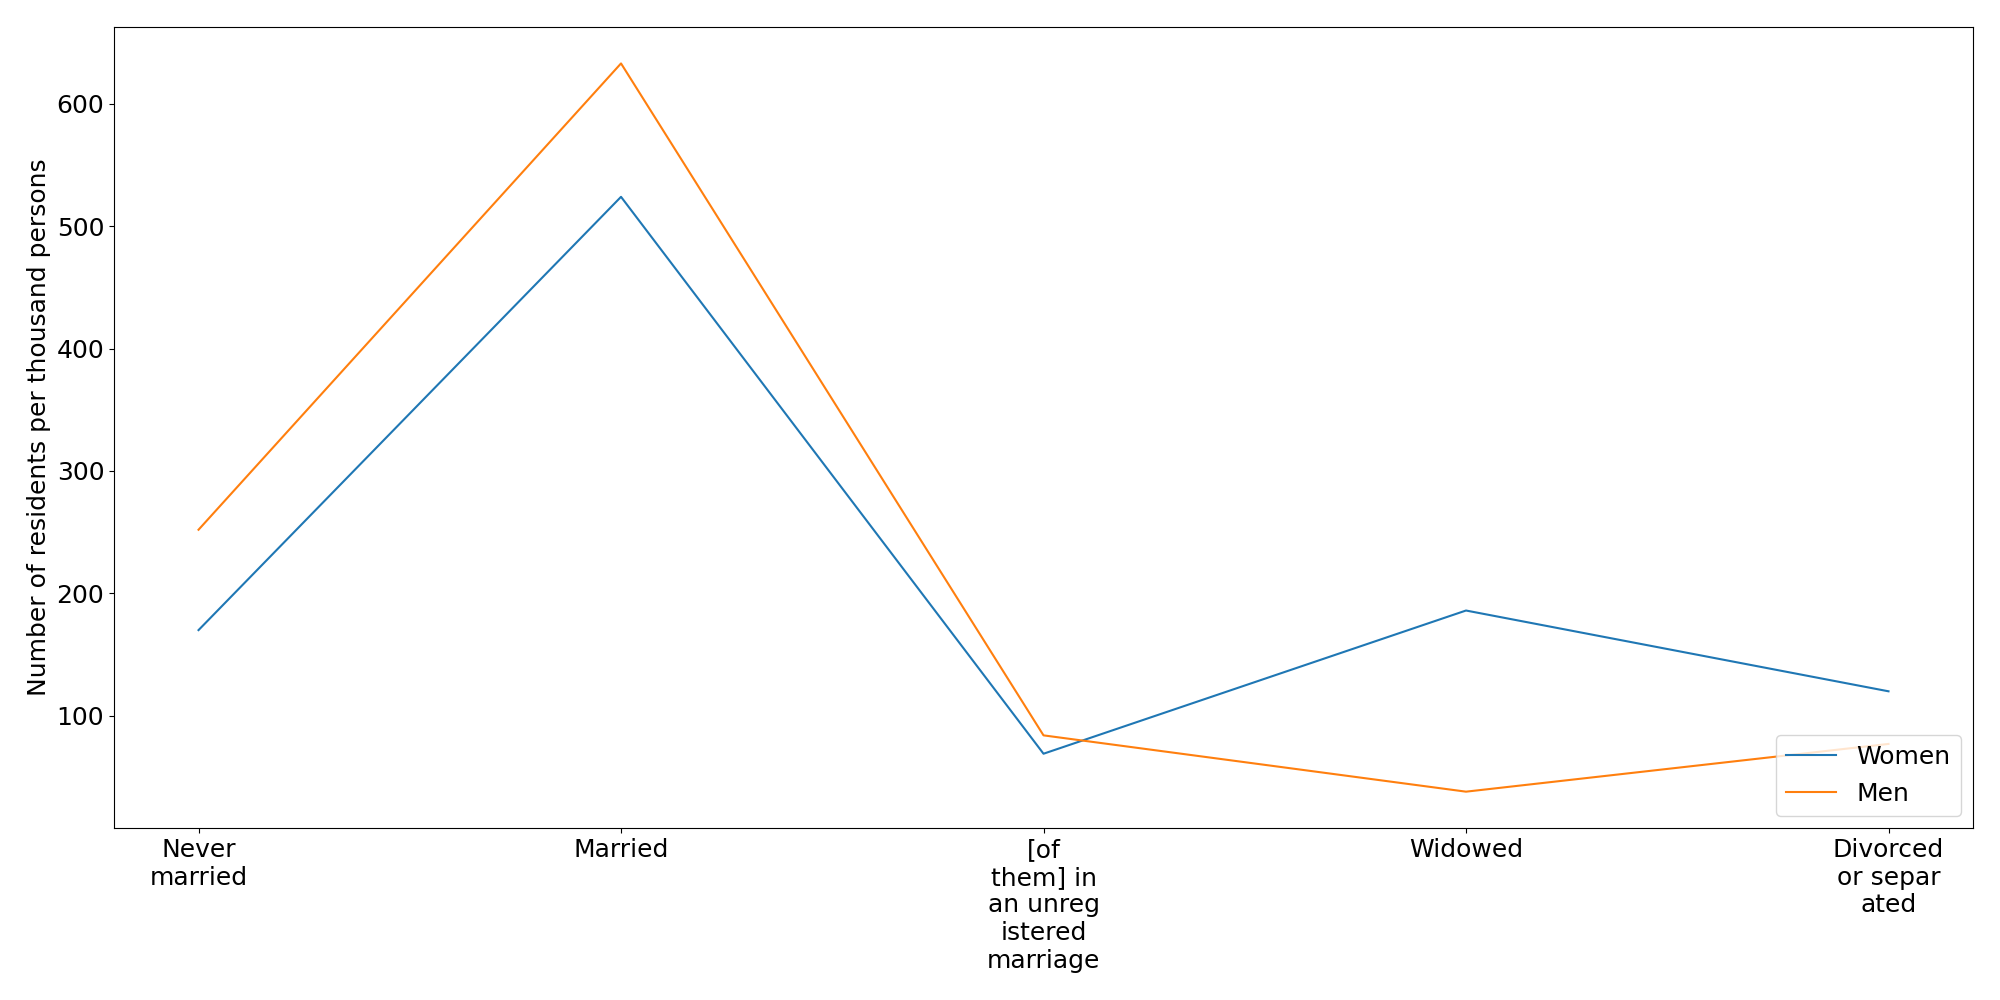 Number of residents per thousand persons
600
500
400
300
200
100
Never
married
Married
[of
them] in
an unreg
istered
marriage
Widowed
Divorced
or separ
ated
Women
Men